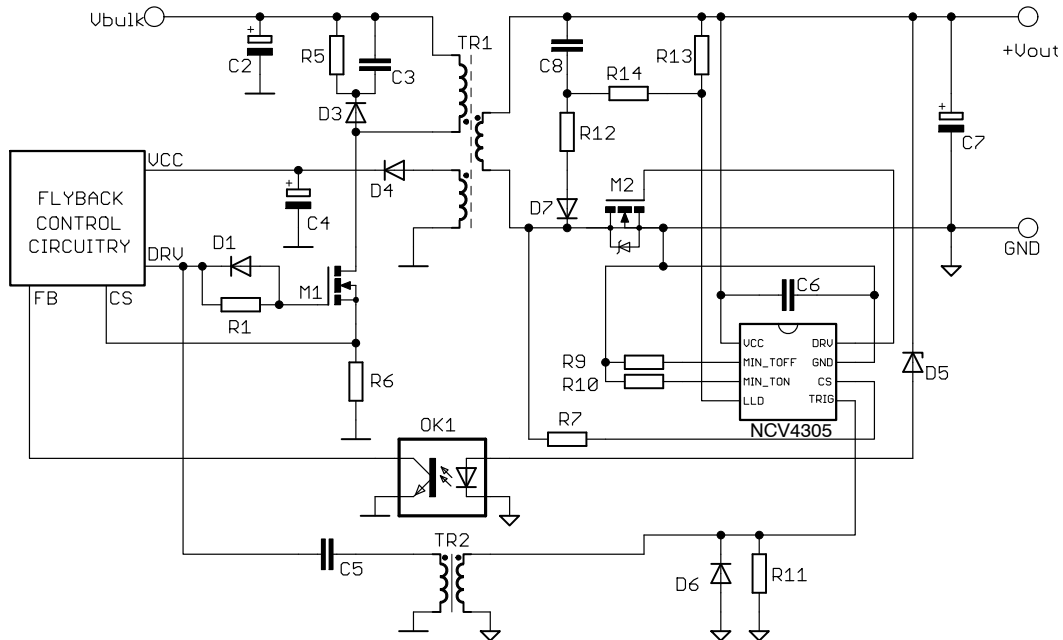 Vbulk
+
C2
R5
C3
TR1
C8
R14
R13
+Vout
D3
R12
+
C7
FLYBACK
CONTROL
CIRCUITRY
VCC
DRV
FB
CS
D4
+
C4
D7
M2
GND
D1
M1
R1
C6
R6
R9
R10
VCC
MIN_TOFF
MIN_TON
LLD
DRV
GND
CS
TRIG
NCV4305
D5
R7
OK1
C5
TR2
D6
R11